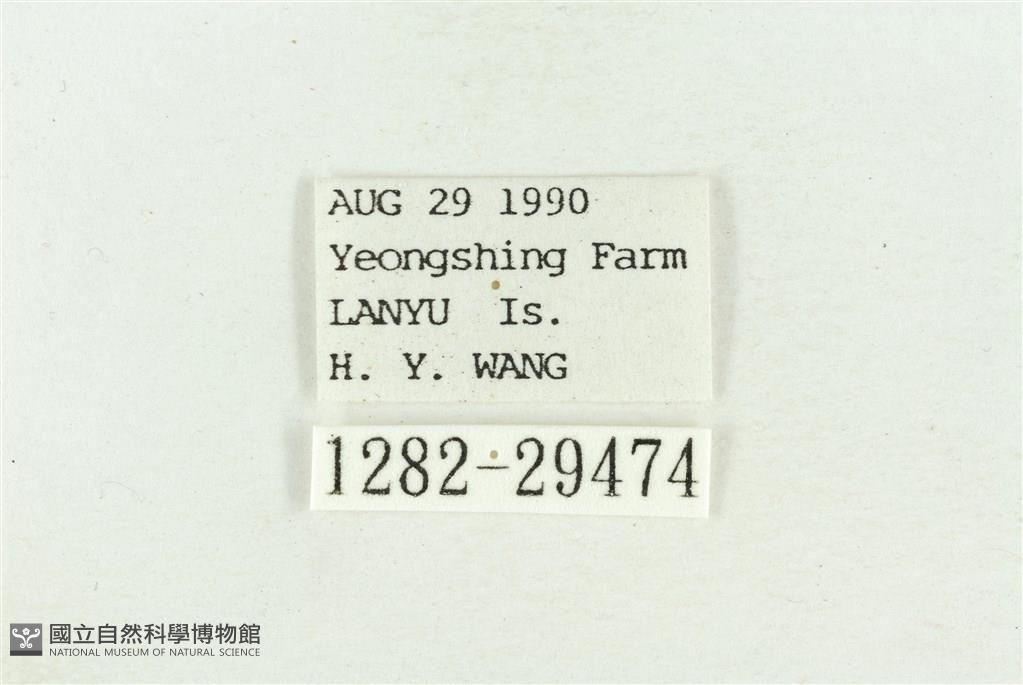 AUG 29 1990
Yeongshing Farm
LANYU Is.
H. Y. WANG
1282-29474
國立自然科學博物館
NATIONAL MUSEUM OF NATURAL SCIENCE